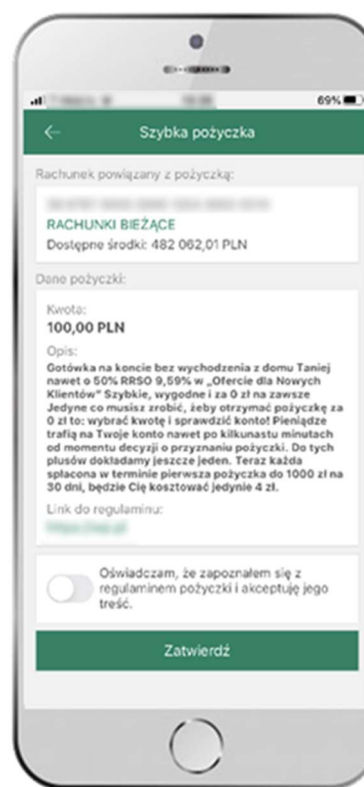 69%
Szybka pożyczka
Rachunek powiązany z pożyczką:
RACHUNKI BIEŻĄCE
Dostępne środki: 482 062,01 PLN
Dane pożyczki:
Kwota:
100,00 PLN
Opis:
Gotówka na koncie bez wychodzenia z domu Taniej
nawet o 50% RRSO 9,59% w „Ofercie dla Nowych
Klientów" Szybkie, wygodne i za 0 zł na zawsze
Jedyne co musisz zrobić, żeby otrzymać pożyczkę za
0 zł to: wybrać kwotę i sprawdzić konto! Pieniądze
trafią na Twoje konto nawet po kilkunastu minutach
od momentu decyzji o przyznaniu pożyczki. Do tych
plusów dokładamy jeszcze jeden. Teraz każda
spłacona w terminie pierwsza pożyczka do 1000 zł na
30 dni, będzie Cię kosztować jedynie 4 zł.
Link do regulaminu:
Oświadczam, że zapoznałem się z
regulaminem pożyczki i akceptuję jego
treść.
Zatwierdź